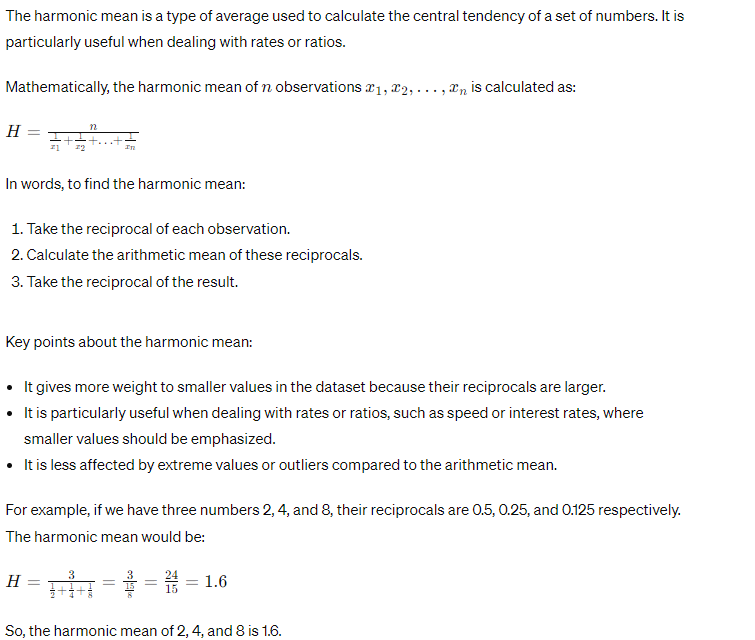 The harmonic mean is a type of average used to calculate the central tendency of a set of numbers. It is
particularly useful when dealing with rates or ratios.
Mathematically, the harmonic mean of n observations x₁, x₂, . . . , xₙ is calculated as:
H = n / (1/x₁ + 1/x₂ + ... + 1/xₙ)
In words, to find the harmonic mean:
1. Take the reciprocal of each observation.
2. Calculate the arithmetic mean of these reciprocals.
3. Take the reciprocal of the result.
Key points about the harmonic mean:
• It gives more weight to smaller values in the dataset because their reciprocals are larger.
• It is particularly useful when dealing with rates or ratios, such as speed or interest rates, where
smaller values should be emphasized.
• It is less affected by extreme values or outliers compared to the arithmetic mean.
For example, if we have three numbers 2, 4, and 8, their reciprocals are 0.5, 0.25, and 0.125 respectively.
The harmonic mean would be:
H = 3 / (1/2 + 1/4 + 1/8) = 3 / (15/8) = 24/15 = 1.6
So, the harmonic mean of 2, 4, and 8 is 1.6.